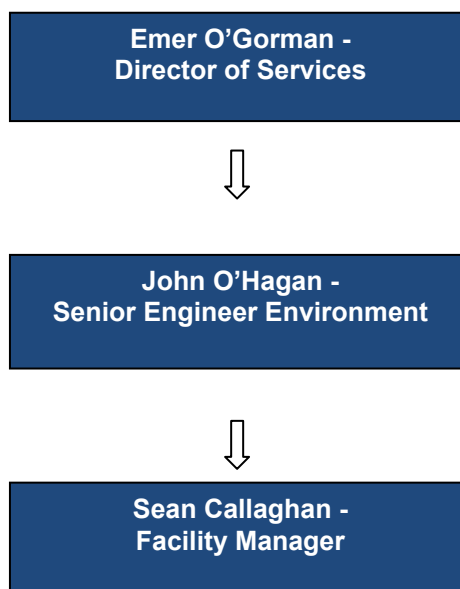 Emer O’Gorman -
Director of Services
John O’Hagan -
Senior Engineer Environment
Sean Callaghan -
Facility Manager